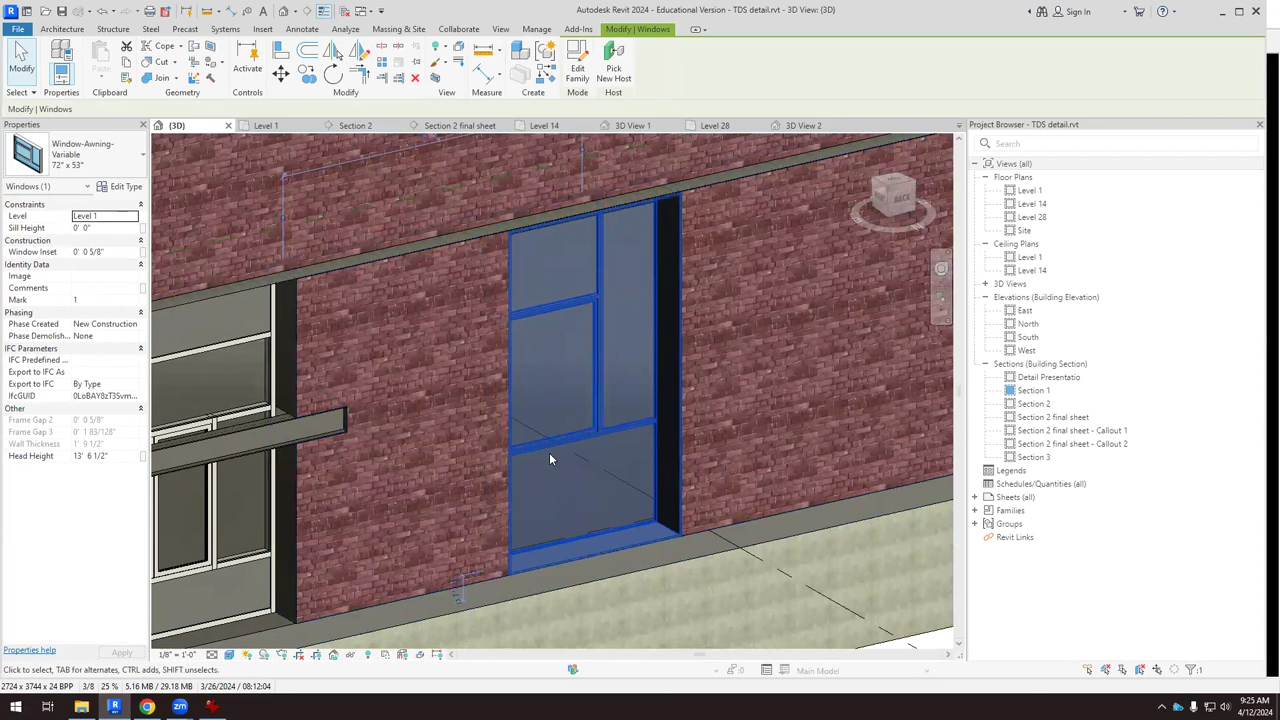 Autodesk Revit 2024 - Educational Version - TDS detail.rvt - 3D View: {3D}
Sign In
File Architecture Structure Steel Precast Systems Insert Annotate Analyze Massing & Site Collaborate View Manage Add-Ins Modify | Windows
Modify
Paste
Cope
Cut
Join
Activate
Edit Family
Pick New Host
Select Properties Clipboard Geometry Controls Modify View Measure Create Mode Host
Modify | Windows
Properties
{3D}
Level 1
Section 2
Section 2 final sheet
Level 14
3D View 1
Level 28
3D View 2
Project Browser - TDS detail.rvt
Window-Awning-
Variable
72" x 53"
Windows (1)
Edit Type
Constraints
Level Level 1
Sill Height 0' 0"
Construction
Window Inset 0' 0 5/8"
Identity Data
Image
Comments
Mark 1
Phasing
Phase Created New Construction
Phase Demolish... None
IFC Parameters
IFC Predefined ...
Export to IFC As
Export to IFC By Type
IfcGUID 0LoBAY8zT3Svm...
Other
Frame Gap 2 0' 0 5/8"
Frame Gap 3 0' 1 83/128"
Wall Thickness 1' 9 1/2"
Head Height 13' 6 1/2"
Properties help
Apply
BACK
Search
Views (all)
Floor Plans
Level 1
Level 14
Level 28
Site
Ceiling Plans
Level 1
Level 14
3D Views
Elevations (Building Elevation)
East
North
South
West
Sections (Building Section)
Detail Presentatio
Section 1
Section 2
Section 2 final sheet
Section 2 final sheet - Callout 1
Section 2 final sheet - Callout 2
Section 3
Legends
Schedules/Quantities (all)
Sheets (all)
Families
Groups
Revit Links
1/8" = 1'-0"
Click to select, TAB for alternates, CTRL adds, SHIFT unselects.
:0
Main Model
:1
2724 x 3744 x 24 BPP 3/8 25 % 5.16 MB / 29.18 MB 3/26/2024 / 08:12:04
9:25 AM
4/12/2024